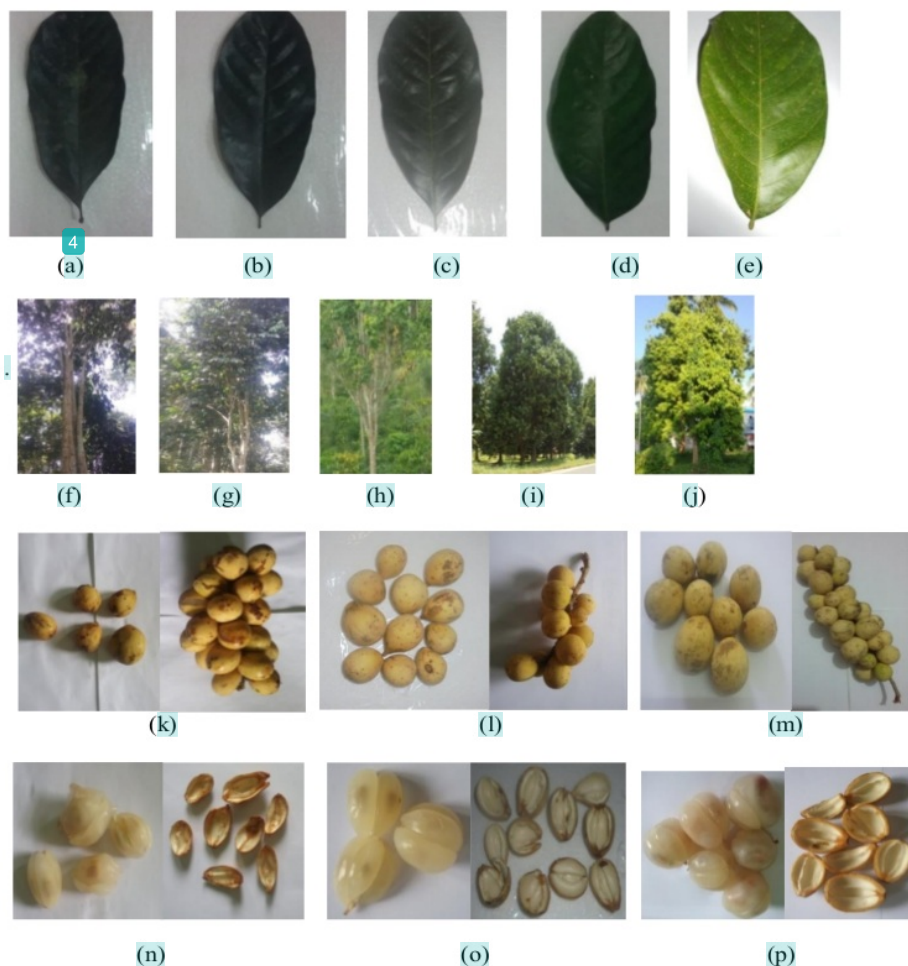 4
(a) (b) (c) (d) (e)
.
(f) (g) (h) (i) (j)
(k) (l) (m)
(n) (o) (p)